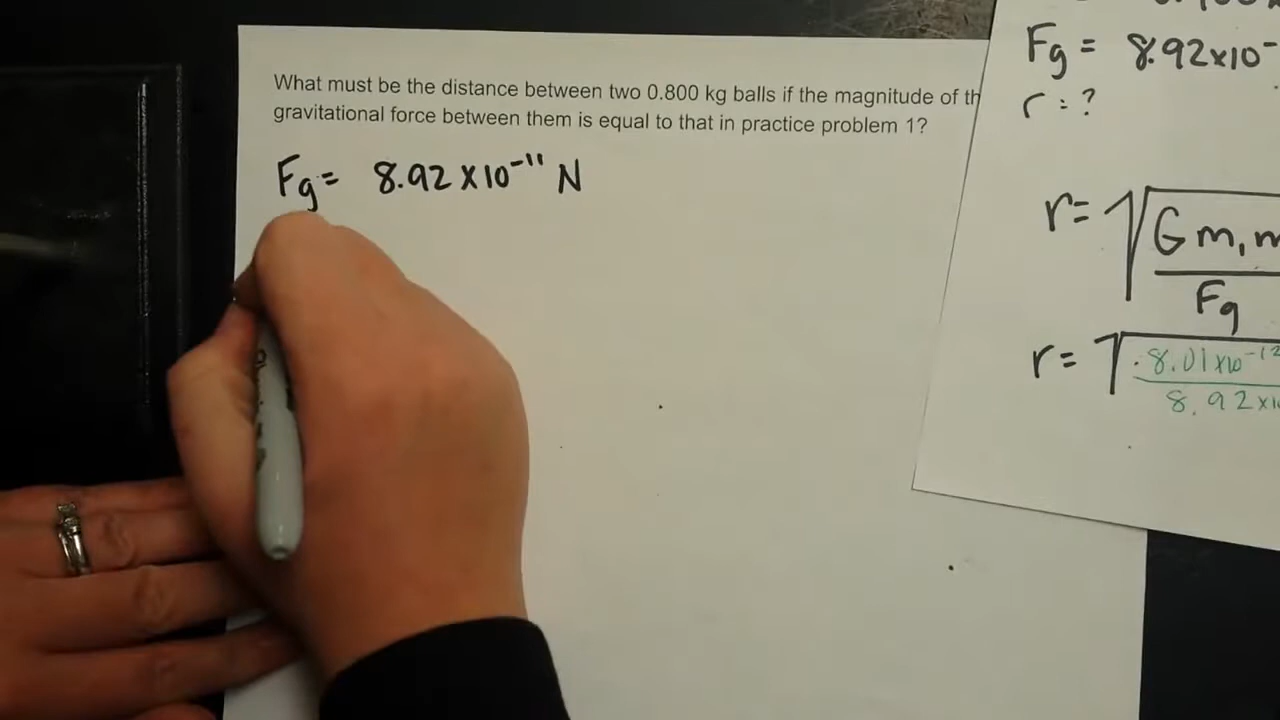 What must be the distance between two 0.800 kg balls if the magnitude of th
gravitational force between them is equal to that in practice problem 1?
Fg = 8.92 x 10⁻¹¹ N
Fg = 8.92x10⁻
r = ?
r = √ G m, m
Fg
r = √ 8.01x10⁻¹²
8.92x1